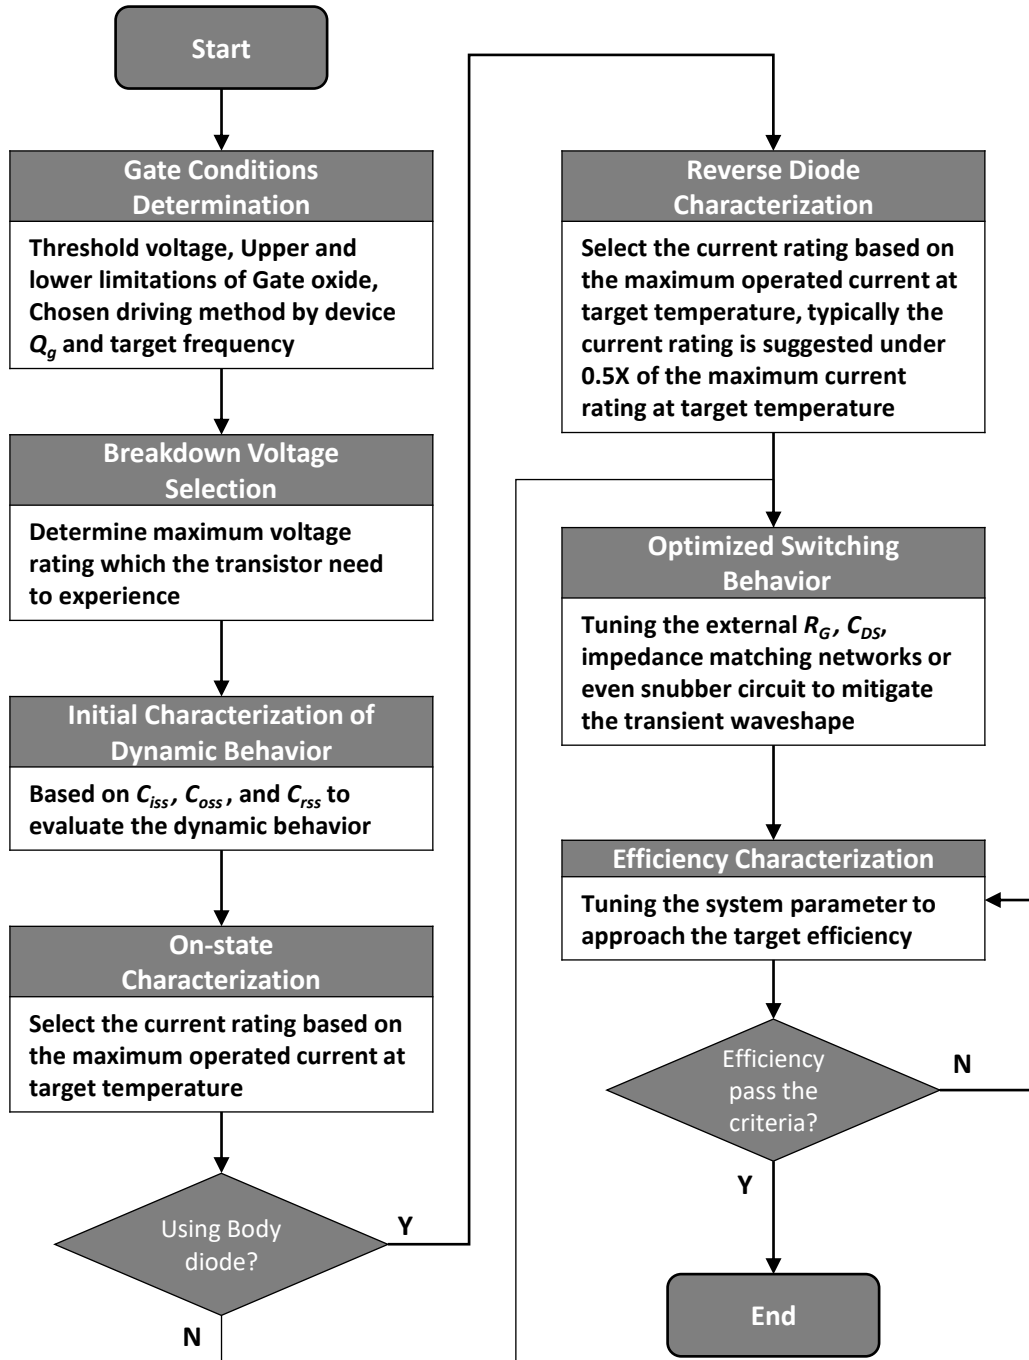 Start
Gate Conditions
Determination
Threshold voltage, Upper and
lower limitations of Gate oxide,
Chosen driving method by device
Qg and target frequency
Breakdown Voltage
Selection
Determine maximum voltage
rating which the transistor need
to experience
Initial Characterization of
Dynamic Behavior
Based on Ciss, Coss, and Crss to
evaluate the dynamic behavior
On-state
Characterization
Select the current rating based on
the maximum operated current at
target temperature
Using Body
diode?
Y
N
Reverse Diode
Characterization
Select the current rating based on
the maximum operated current at
target temperature, typically the
current rating is suggested under
0.5X of the maximum current
rating at target temperature
Optimized Switching
Behavior
Tuning the external RG, CDS,
impedance matching networks or
even snubber circuit to mitigate
the transient waveshape
Efficiency Characterization
Tuning the system parameter to
approach the target efficiency
Efficiency
pass the
criteria?
N
Y
End